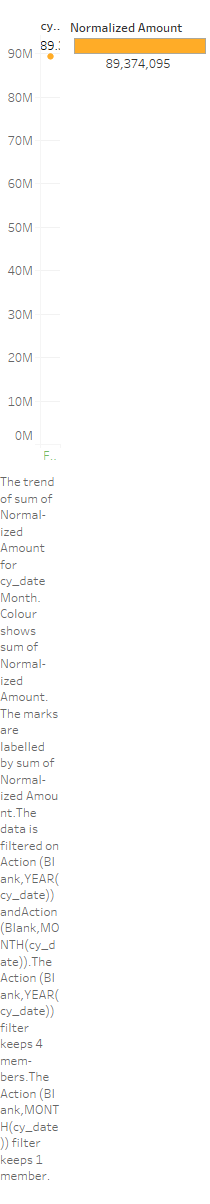 cy..
Normalized Amount
89.:
89,374,095
90M
80M
70M
60M
50M
40M
30M
20M
10M
0M
F..
The trend
of sum of
Normal-
ized
Amount
for
cy_date
Month.
Colour
shows
sum of
Normal-
ized
Amount.
The marks
are
labelled
by sum of
Normal-
ized Amou
nt.The
data is
filtered on
Action (Bl
ank,YEAR(
cy_date))
andAction
(Blank,MO
NTH(cy_d
ate)).The
Action (Bl
ank,YEAR(
cy_date))
filter
keeps 4
mem-
bers.The
Action (Bl
ank,MONT
H(cy_date
)) filter
keeps 1
member.